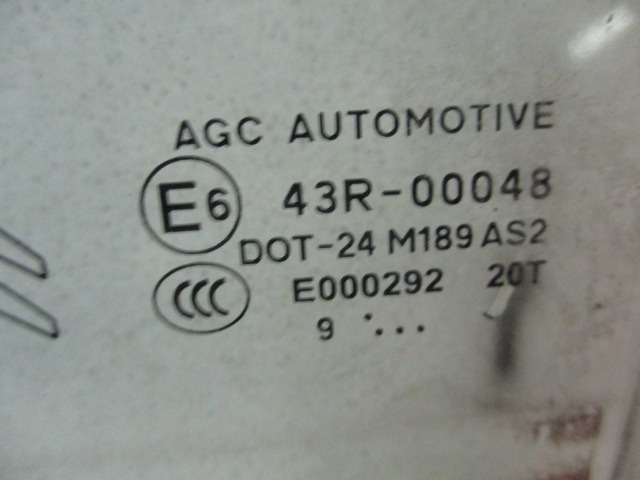 AGC AUTOMOTIVE
E6 43R-00048
DOT-24 M189 AS2
CCC E000292 20T
9 ·...